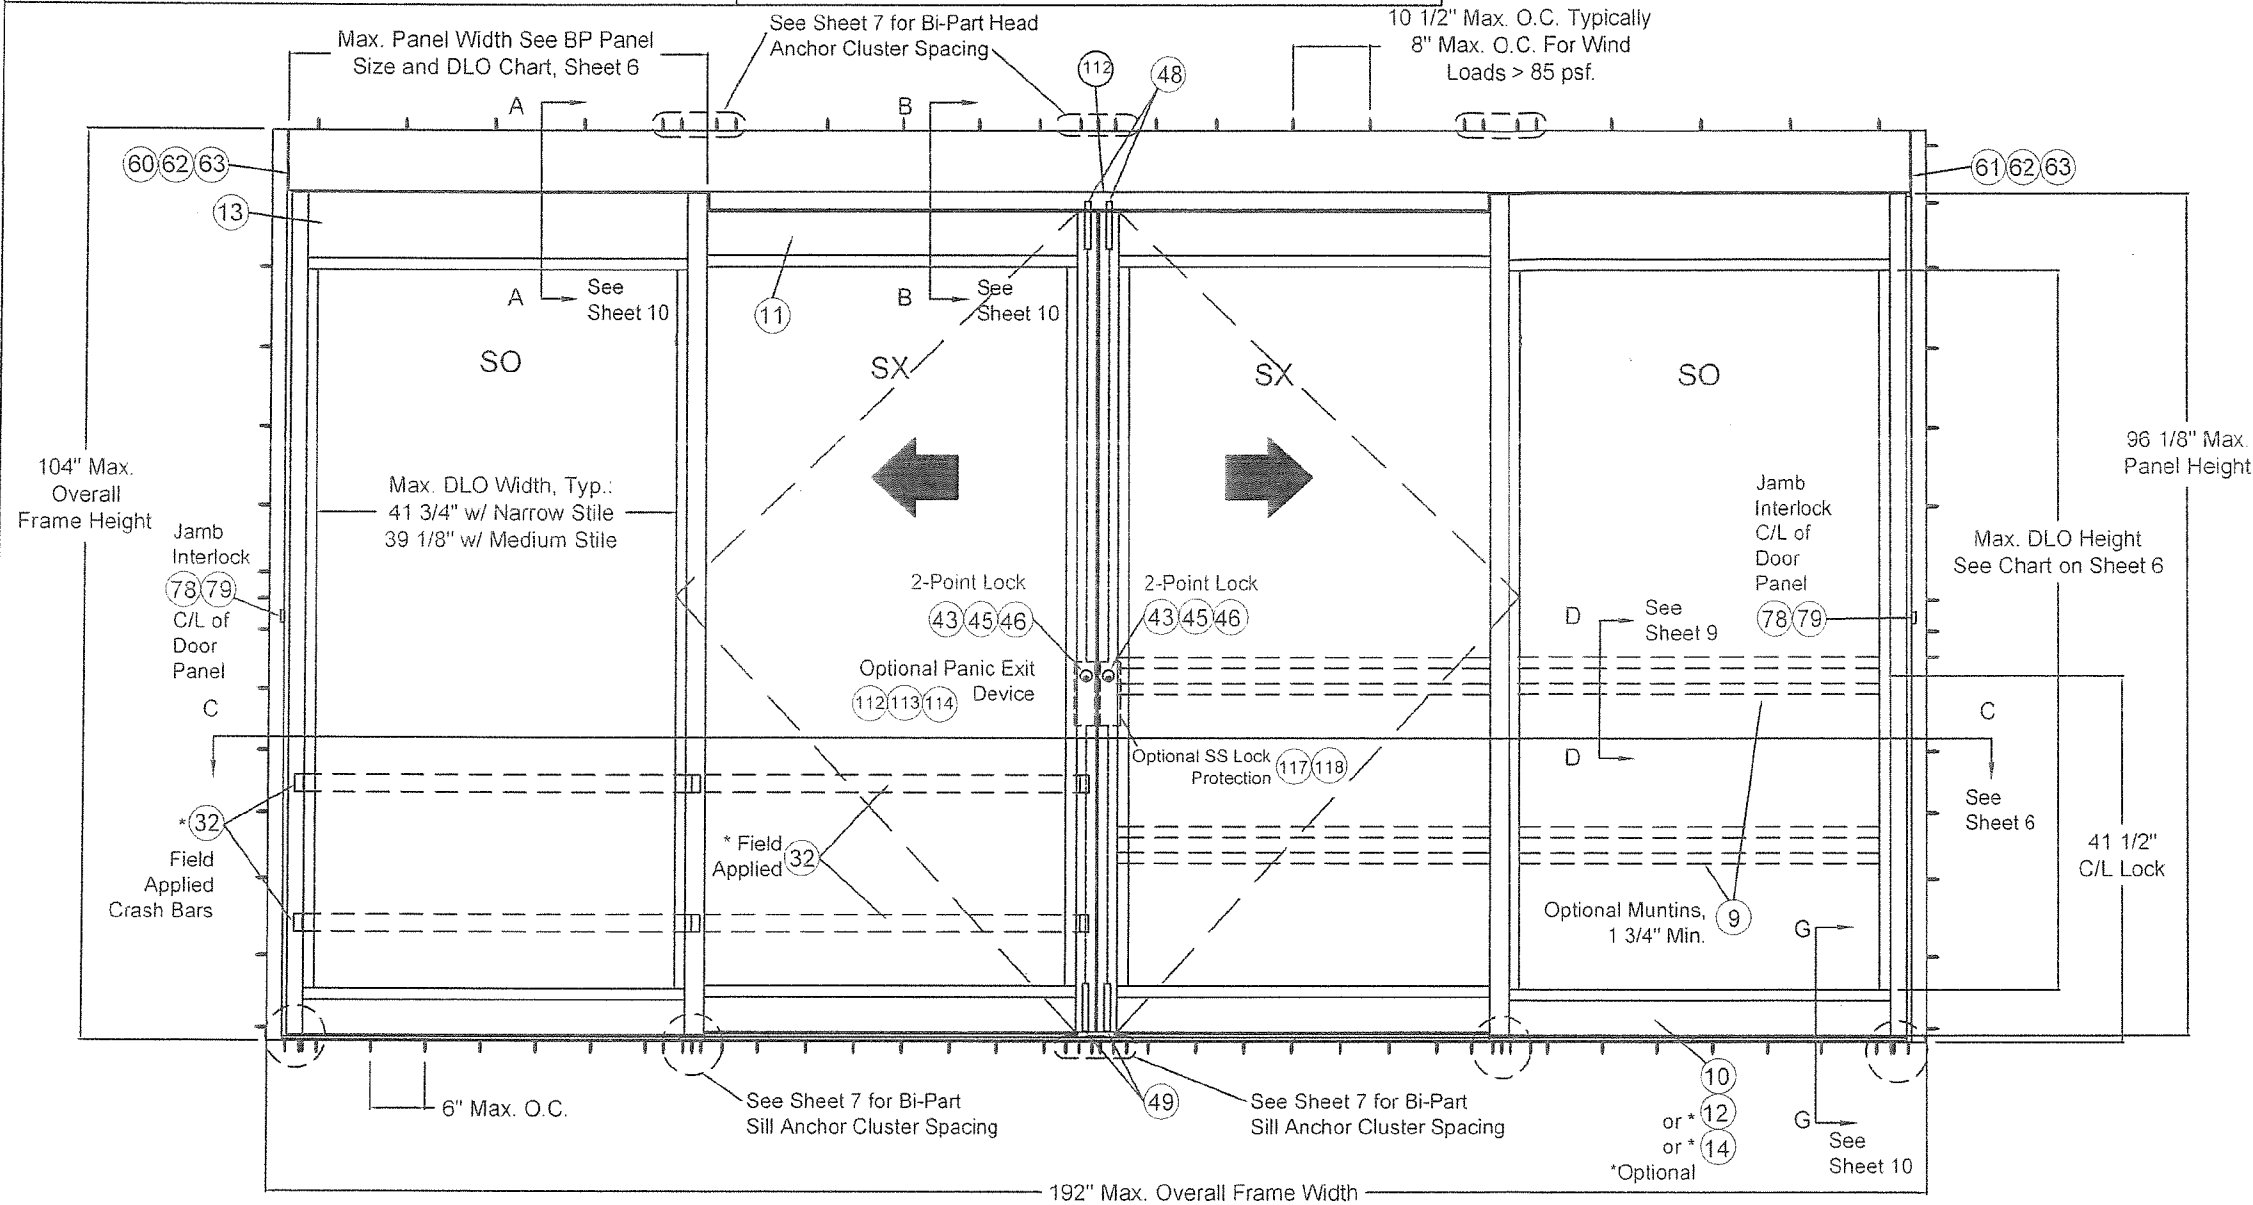 Max. Panel Width See BP Panel
Size and DLO Chart, Sheet 6
See Sheet 7 for Bi-Part Head
Anchor Cluster Spacing
112
48
10 1/2" Max. O.C. Typically
8" Max. O.C. For Wind
Loads > 85 psf.
A
B
60 62 63
61 62 63
13
A
See
Sheet 10
11
B
See
Sheet 10
SO
SX
SX
SO
104" Max.
Overall
Frame Height
96 1/8" Max.
Panel Height
Max. DLO Width, Typ.:
41 3/4" w/ Narrow Stile
39 1/8" w/ Medium Stile
Jamb
Interlock
78 79
C/L of
Door
Panel
Jamb
Interlock
C/L of
Door
Panel
78 79
Max. DLO Height
See Chart on Sheet 6
2-Point Lock
43 45 46
2-Point Lock
43 45 46
D
See
Sheet 9
Optional Panic Exit
Device
112 113 114
C
C
Optional SS Lock
Protection
117 118
D
See
Sheet 6
* 32
Field
Applied
Crash Bars
* Field
Applied
32
41 1/2"
C/L Lock
Optional Muntins,
1 3/4" Min.
9
G
6" Max. O.C.
See Sheet 7 for Bi-Part
Sill Anchor Cluster Spacing
49
See Sheet 7 for Bi-Part
Sill Anchor Cluster Spacing
10
or * 12
or * 14
*Optional
G
See
Sheet 10
192" Max. Overall Frame Width